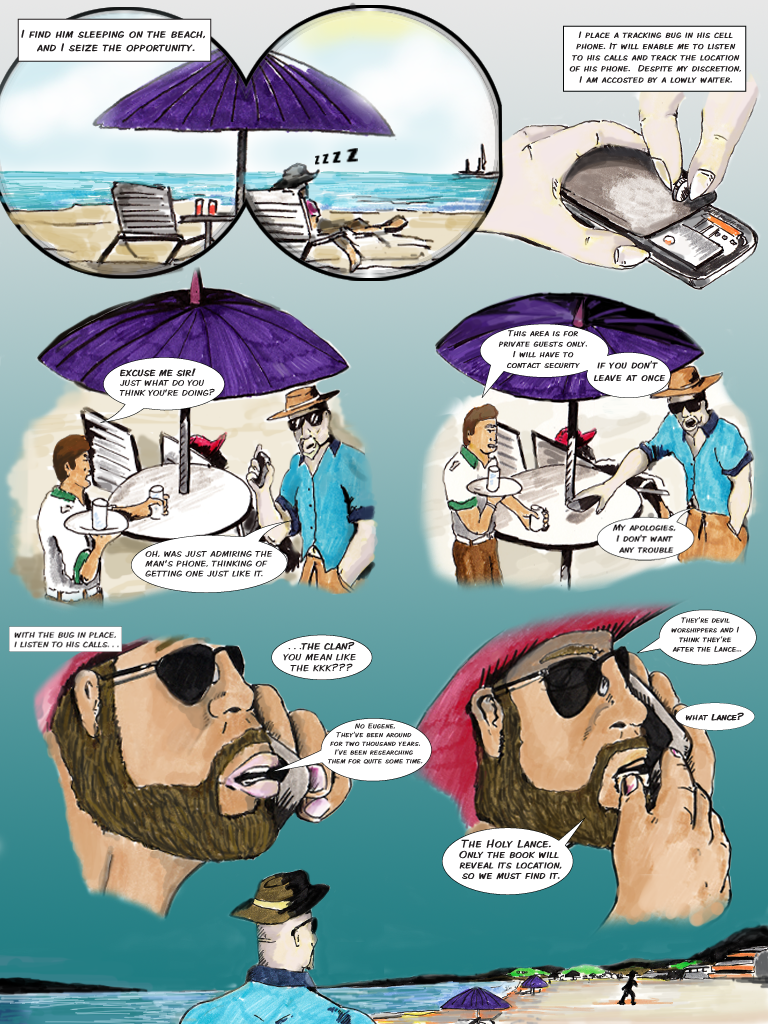 I FIND HIM SLEEPING ON THE BEACH,
AND I SEIZE THE OPPORTUNITY.
I PLACE A TRACKING BUG IN HIS CELL
PHONE. IT WILL ENABLE ME TO LISTEN
TO HIS CALLS AND TRACK THE LOCATION
OF HIS PHONE. DESPITE MY DISCRETION,
I AM ACCOSTED BY A LOWLY WAITER.
ZZZZ
EXCUSE ME SIR!
JUST WHAT DO YOU
THINK YOU'RE DOING?
OH, WAS JUST ADMIRING THE
MAN'S PHONE, THINKING OF
GETTING ONE JUST LIKE IT.
THIS AREA IS FOR
PRIVATE GUESTS ONLY.
I WILL HAVE TO
CONTACT SECURITY
IF YOU DON'T
LEAVE AT ONCE
MY APOLOGIES,
I DON'T WANT
ANY TROUBLE
WITH THE BUG IN PLACE,
I LISTEN TO HIS CALLS...
...THE CLAN?
YOU MEAN LIKE
THE KKK???
NO EUGENE,
THEY'VE BEEN AROUND
FOR TWO THOUSAND YEARS.
I'VE BEEN RESEARCHING
THEM FOR QUITE SOME TIME.
THEY'RE DEVIL
WORSHIPPERS AND I
THINK THEY'RE
AFTER THE LANCE...
WHAT LANCE?
THE HOLY LANCE.
ONLY THE BOOK WILL
REVEAL ITS LOCATION,
SO WE MUST FIND IT.